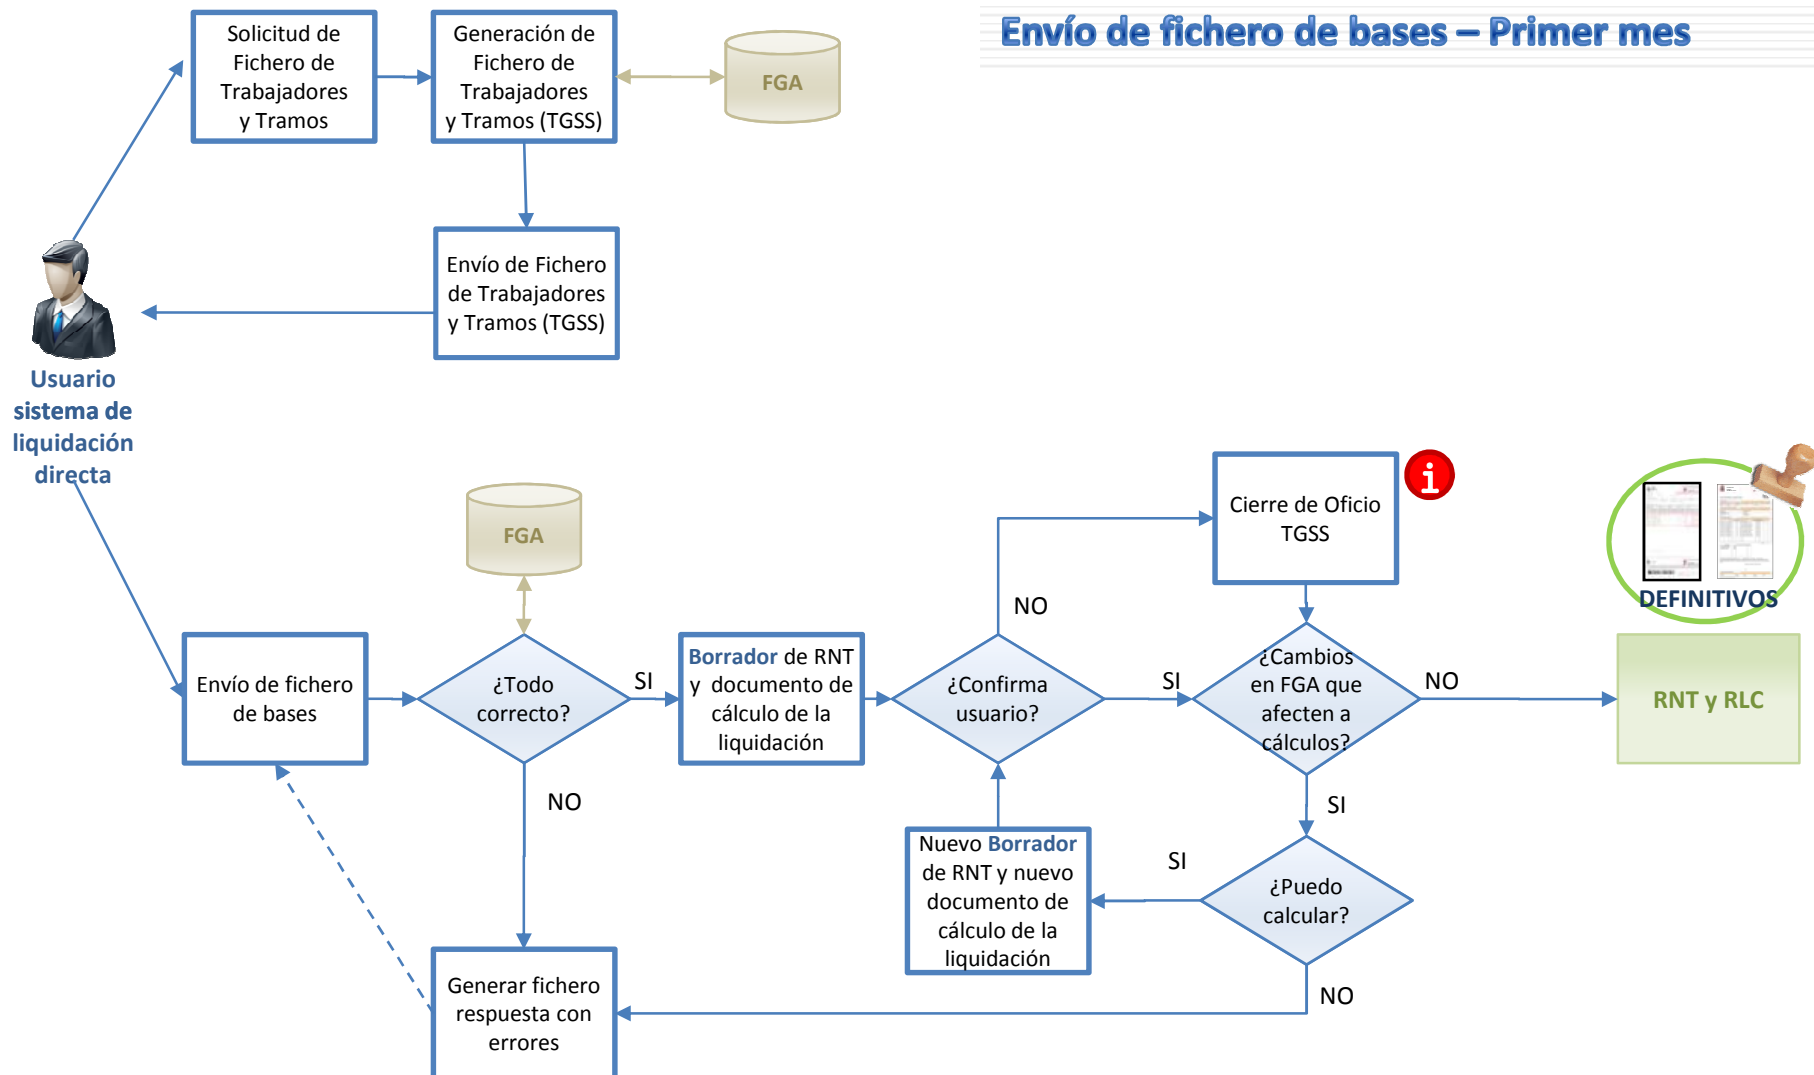 Envío de fichero de bases – Primer mes
Solicitud de
Fichero de
Trabajadores
y Tramos
Generación de
Fichero de
Trabajadores
y Tramos (TGSS)
FGA
Envío de Fichero
de Trabajadores
y Tramos (TGSS)
Usuario
sistema de
liquidación
directa
FGA
Envío de fichero
de bases
¿Todo
correcto?
SI
NO
Borrador de RNT
y documento de
cálculo de la
liquidación
¿Confirma
usuario?
NO
SI
Cierre de Oficio
TGSS
i
¿Cambios
en FGA que
afecten a
cálculos?
NO
SI
DEFINITIVOS
RNT y RLC
¿Puedo
calcular?
SI
NO
Nuevo Borrador
de RNT y nuevo
documento de
cálculo de la
liquidación
Generar fichero
respuesta con
errores